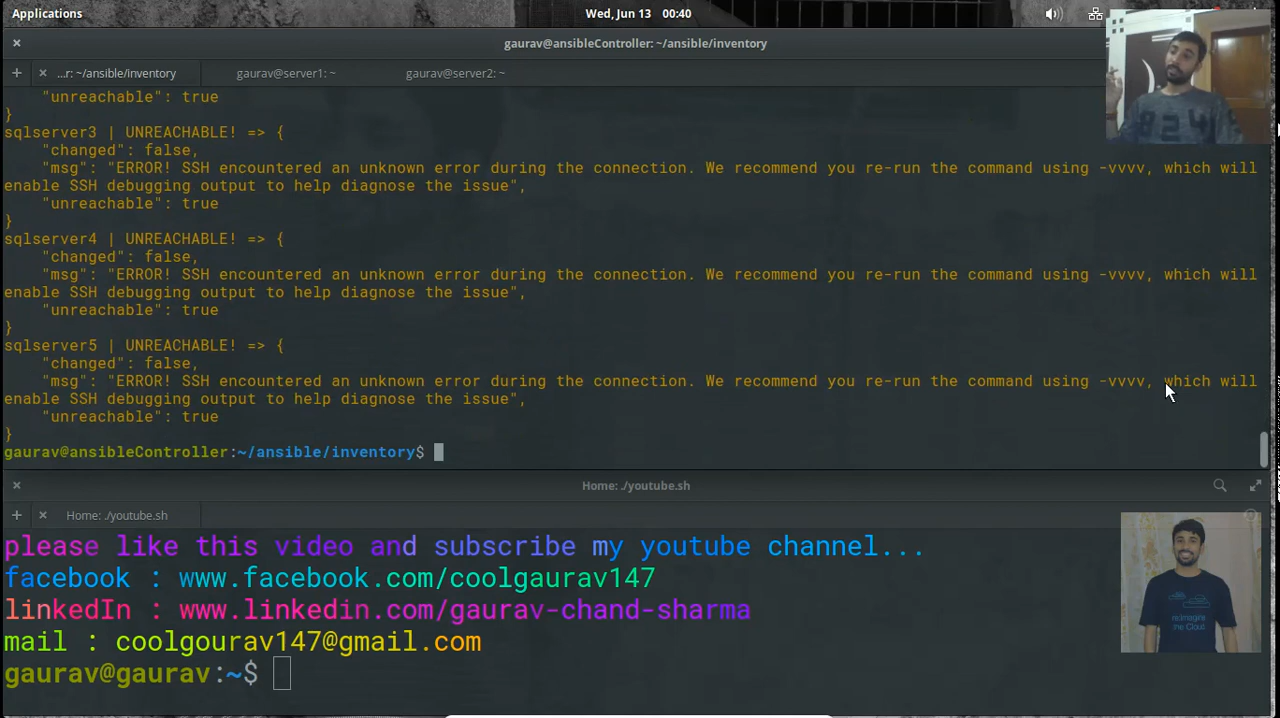 Applications
Wed, Jun 13 00:40
gaurav@ansibleController: ~/ansible/inventory
...r: ~/ansible/inventory
gaurav@server1: ~
gaurav@server2: ~
"unreachable": true
}
sqlserver3 | UNREACHABLE! => {
"changed": false,
"msg": "ERROR! SSH encountered an unknown error during the connection. We recommend you re-run the command using -vvvv, which will
enable SSH debugging output to help diagnose the issue",
"unreachable": true
}
sqlserver4 | UNREACHABLE! => {
"changed": false,
"msg": "ERROR! SSH encountered an unknown error during the connection. We recommend you re-run the command using -vvvv, which will
enable SSH debugging output to help diagnose the issue",
"unreachable": true
}
sqlserver5 | UNREACHABLE! => {
"changed": false,
"msg": "ERROR! SSH encountered an unknown error during the connection. We recommend you re-run the command using -vvvv, which will
enable SSH debugging output to help diagnose the issue",
"unreachable": true
}
gaurav@ansibleController:~/ansible/inventory$
Home: ./youtube.sh
Home: ./youtube.sh
please like this video and subscribe my youtube channel...
facebook : www.facebook.com/coolgaurav147
linkedIn : www.linkedin.com/gaurav-chand-sharma
mail : coolgourav147@gmail.com
gaurav@gaurav:~$
824
re:Imagine
the Cloud